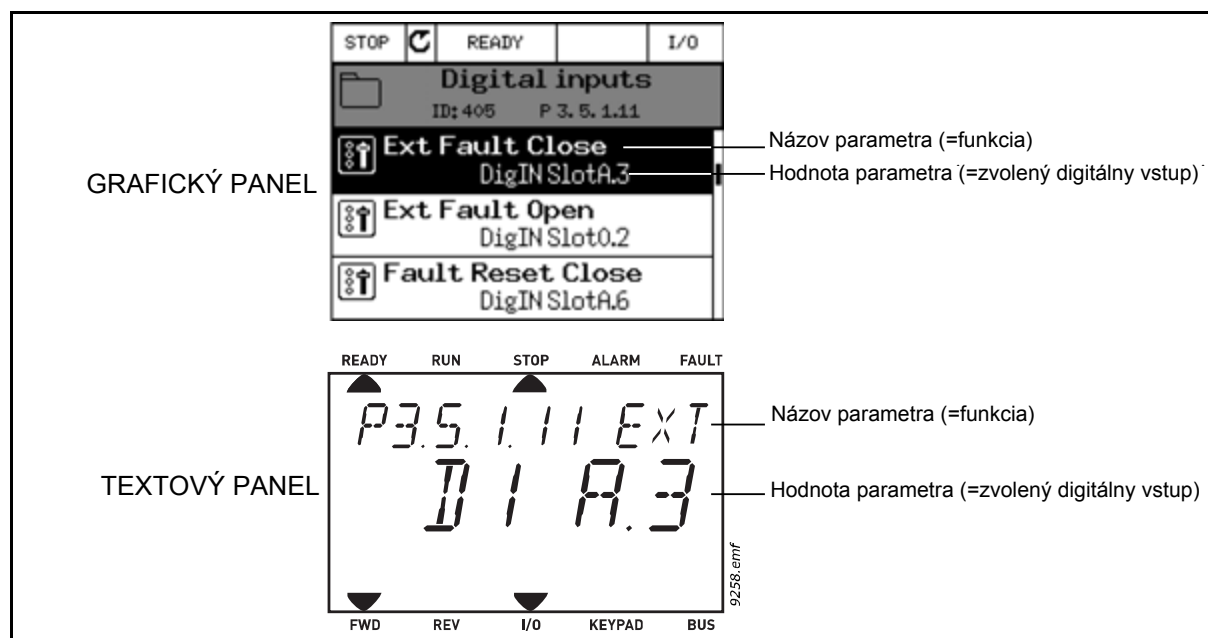 STOP READY I/O
Digital inputs
ID: 405 P 3.5.1.11
Ext Fault Close
DigIN SlotA.3
Ext Fault Open
DigIN Slot0.2
Fault Reset Close
DigIN SlotA.6
GRAFICKÝ PANEL
Názov parametra (=funkcia)
Hodnota parametra (=zvolený digitálny vstup)
READY RUN STOP ALARM FAULT
P3.5.1.11 EXT
DI A.3
FWD REV I/O KEYPAD BUS
TEXTOVÝ PANEL
Názov parametra (=funkcia)
Hodnota parametra (=zvolený digitálny vstup)
9258.emf